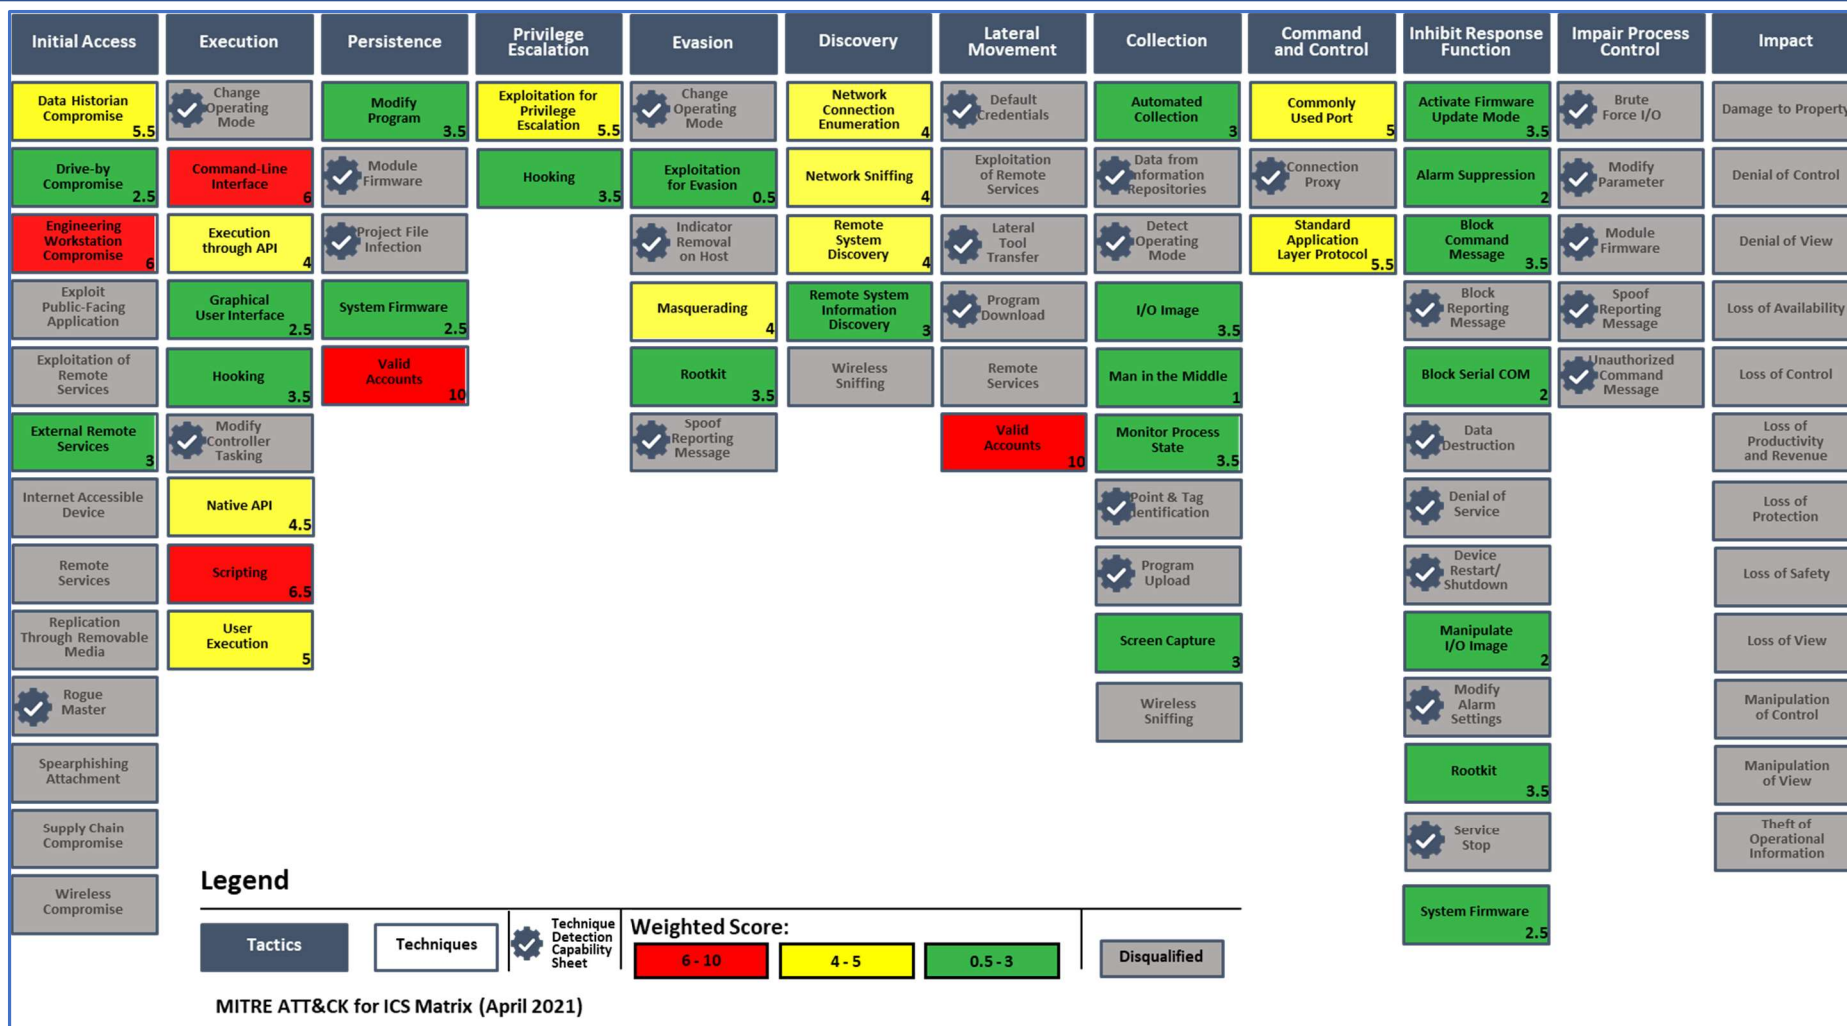 Initial Access
Data Historian
Compromise
5.5
Drive-by
Compromise
2.5
Engineering
Workstation
Compromise
6
Exploit
Public-Facing
Application
Exploitation of
Remote
Services
External Remote
Services
3
Internet Accessible
Device
Remote
Services
Replication
Through Removable
Media
Rogue
Master
Spearphishing
Attachment
Supply Chain
Compromise
Wireless
Compromise
Execution
Change
Operating
Mode
Command-Line
Interface
6
Execution
through API
4
Graphical
User Interface
2.5
Hooking
3.5
Modify
Controller
Tasking
Native API
4.5
Scripting
6.5
User
Execution
5
Persistence
Modify
Program
3.5
Module
Firmware
Project File
Infection
System Firmware
2.5
Valid
Accounts
10
Privilege
Escalation
Exploitation for
Privilege
Escalation
5.5
Hooking
3.5
Evasion
Change
Operating
Mode
Exploitation
for Evasion
0.5
Indicator
Removal
on Host
Masquerading
4
Rootkit
3.5
Spoof
Reporting
Message
Discovery
Network
Connection
Enumeration
4
Network Sniffing
4
Remote
System
Discovery
4
Remote System
Information
Discovery
3
Wireless
Sniffing
Lateral
Movement
Default
Credentials
Exploitation
of Remote
Services
Lateral
Tool
Transfer
Program
Download
Remote
Services
Valid
Accounts
10
Collection
Automated
Collection
3
Data from
Information
Repositories
Detect
Operating
Mode
I/O Image
3.5
Man in the Middle
1
Monitor Process
State
3.5
Point & Tag
Identification
Program
Upload
Screen Capture
3
Wireless
Sniffing
Command
and Control
Commonly
Used Port
5
Connection
Proxy
Standard
Application
Layer Protocol
5.5
Inhibit Response
Function
Activate Firmware
Update Mode
3.5
Alarm Suppression
2
Block
Command
Message
3.5
Block
Reporting
Message
Block Serial COM
2
Data
Destruction
Denial of
Service
Device
Restart/
Shutdown
Manipulate
I/O Image
2
Modify
Alarm
Settings
Rootkit
3.5
Service
Stop
System Firmware
2.5
Impair Process
Control
Brute
Force I/O
Modify
Parameter
Module
Firmware
Spoof
Reporting
Message
Unauthorized
Command
Message
Impact
Damage to Property
Denial of Control
Denial of View
Loss of Availability
Loss of Control
Loss of
Productivity
and Revenue
Loss of
Protection
Loss of Safety
Loss of View
Manipulation
of Control
Manipulation
of View
Theft of
Operational
Information
Legend
Tactics
Techniques
Technique
Detection
Capability
Sheet
Weighted Score:
6 - 10
4 - 5
0.5 - 3
Disqualified
MITRE ATT&CK for ICS Matrix (April 2021)